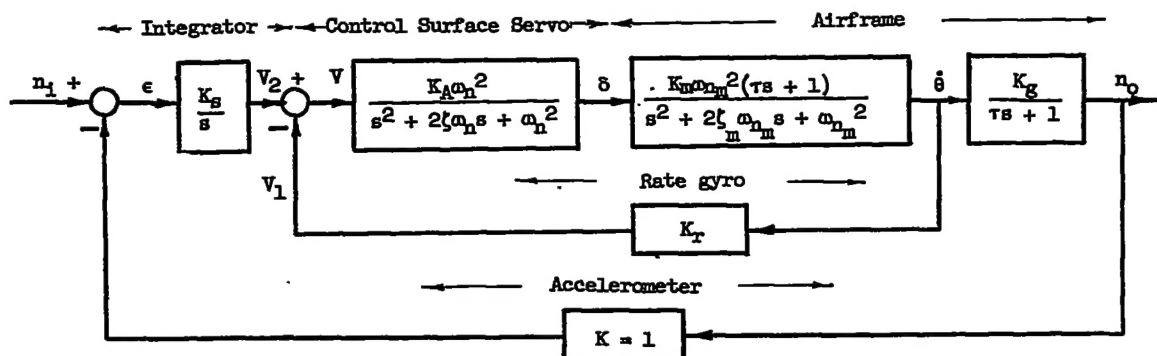 Integrator
Control Surface Servo
Airframe
n_i +
−
ε
K_s
s
V_2 +
−
V
K_A ω_n^2
s^2 + 2ζω_n s + ω_n^2
δ
K_m ω_{n_m}^2 (τs + 1)
s^2 + 2ζ_m ω_{n_m} s + ω_{n_m}^2
θ̇
K_g
τs + 1
n_o
V_1
Rate gyro
K_r
Accelerometer
K = 1